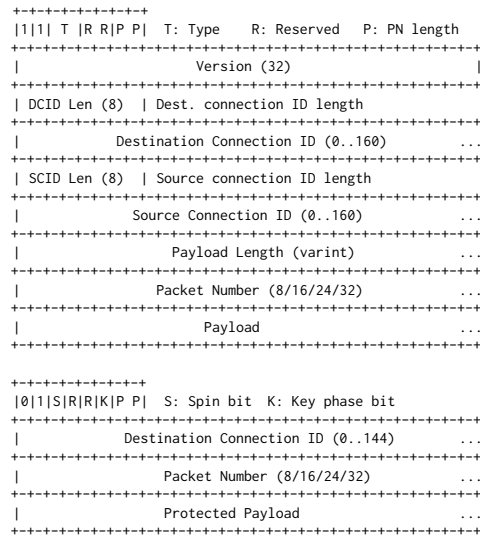 +-+-+-+-+-+-+-+-+
|1|1| T |R R|P P|  T: Type   R: Reserved  P: PN length
+-+-+-+-+-+-+-+-+-+-+-+-+-+-+-+-+-+-+-+-+-+-+-+-+-+-+-+-+-+
|                       Version (32)                        |
+-+-+-+-+-+-+-+-+-+-+-+-+-+-+-+-+-+-+-+-+-+-+-+-+-+-+-+-+-+
| DCID Len (8)  | Dest. connection ID length
+-+-+-+-+-+-+-+-+-+-+-+-+-+-+-+-+-+-+-+-+-+-+-+-+-+-+-+-+-+
|            Destination Connection ID (0..160)         ...
+-+-+-+-+-+-+-+-+-+-+-+-+-+-+-+-+-+-+-+-+-+-+-+-+-+-+-+-+-+
| SCID Len (8)  | Source connection ID length
+-+-+-+-+-+-+-+-+-+-+-+-+-+-+-+-+-+-+-+-+-+-+-+-+-+-+-+-+-+
|              Source Connection ID (0..160)            ...
+-+-+-+-+-+-+-+-+-+-+-+-+-+-+-+-+-+-+-+-+-+-+-+-+-+-+-+-+-+
|                   Payload Length (varint)             ...
+-+-+-+-+-+-+-+-+-+-+-+-+-+-+-+-+-+-+-+-+-+-+-+-+-+-+-+-+-+
|                 Packet Number (8/16/24/32)            ...
+-+-+-+-+-+-+-+-+-+-+-+-+-+-+-+-+-+-+-+-+-+-+-+-+-+-+-+-+-+
|                       Payload                         ...
+-+-+-+-+-+-+-+-+-+-+-+-+-+-+-+-+-+-+-+-+-+-+-+-+-+-+-+-+-+
+-+-+-+-+-+-+-+-+
|0|1|S|R|R|K|P P|  S: Spin bit  K: Key phase bit
+-+-+-+-+-+-+-+-+-+-+-+-+-+-+-+-+-+-+-+-+-+-+-+-+-+-+-+-+-+
|             Destination Connection ID (0..144)        ...
+-+-+-+-+-+-+-+-+-+-+-+-+-+-+-+-+-+-+-+-+-+-+-+-+-+-+-+-+-+
|                  Packet Number (8/16/24/32)           ...
+-+-+-+-+-+-+-+-+-+-+-+-+-+-+-+-+-+-+-+-+-+-+-+-+-+-+-+-+-+
|                  Protected Payload                    ...
+-+-+-+-+-+-+-+-+-+-+-+-+-+-+-+-+-+-+-+-+-+-+-+-+-+-+-+-+-+